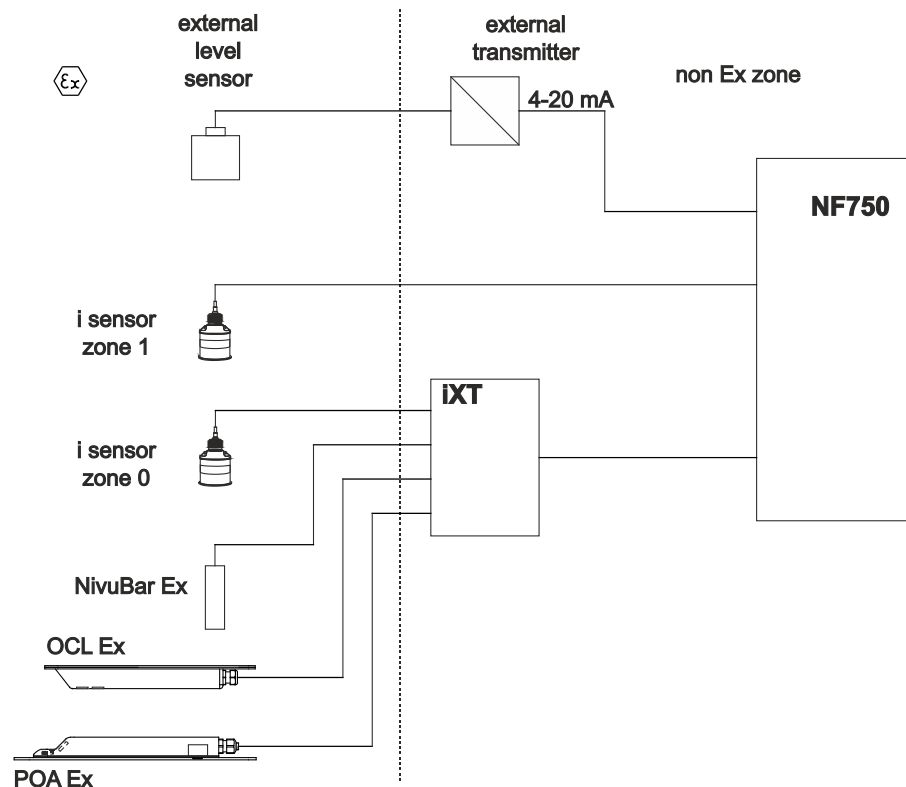 external
level
sensor
external
transmitter
non Ex zone
Ex
4-20 mA
NF750
i sensor
zone 1
iXT
i sensor
zone 0
NivuBar Ex
OCL Ex
POA Ex